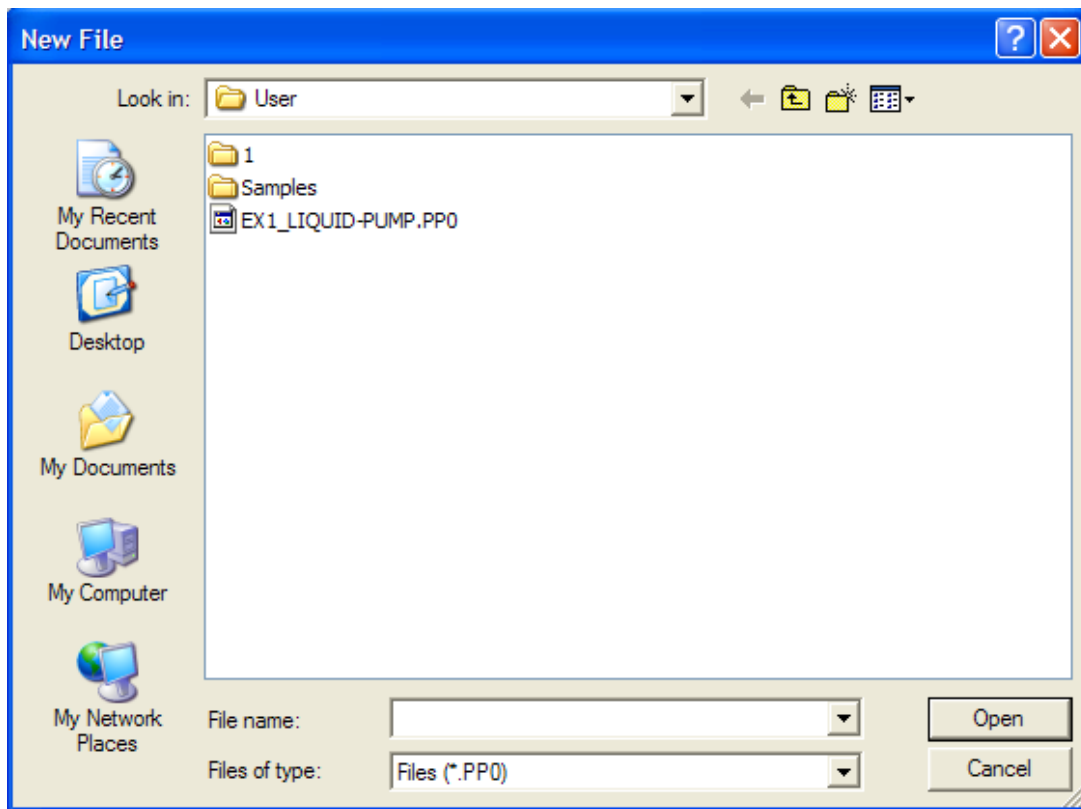 New File
Look in:
User
1
Samples
EX1_LIQUID-PUMP.PP0
My Recent
Documents
Desktop
My Documents
My Computer
My Network
Places
File name:
Open
Files of type:
Files (*.PP0)
Cancel